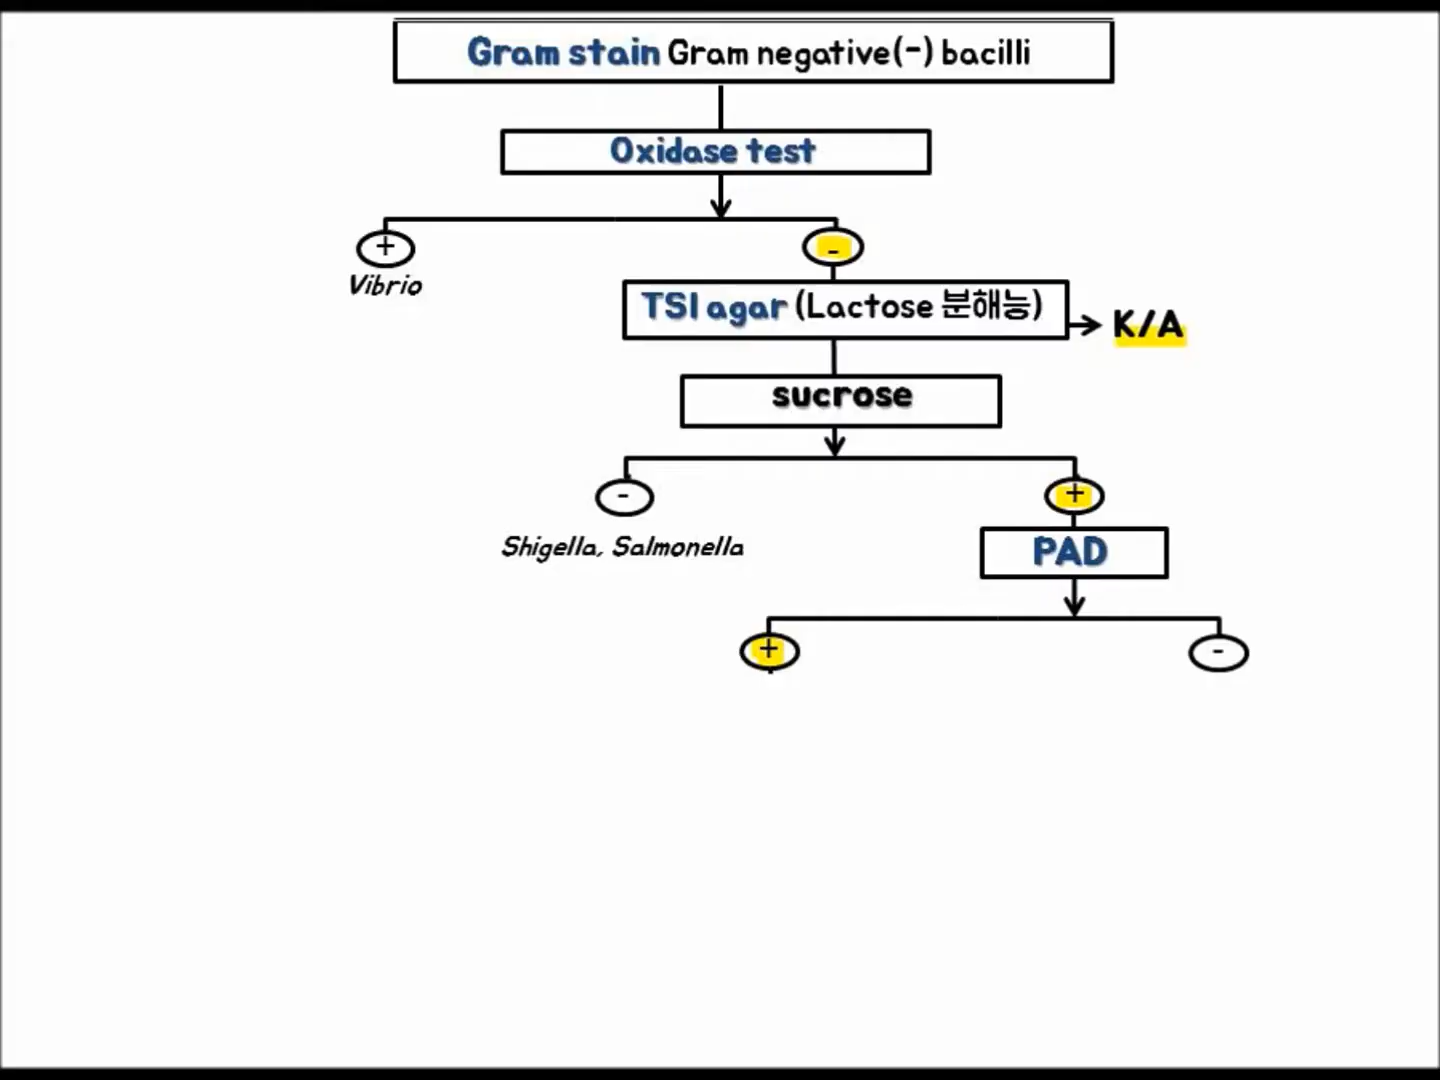 Gram stain Gram negative(-) bacilli
Oxidase test
+
-
Vibrio
TSI agar (Lactose 분해능)
K/A
sucrose
-
+
Shigella, Salmonella
PAD
+
-